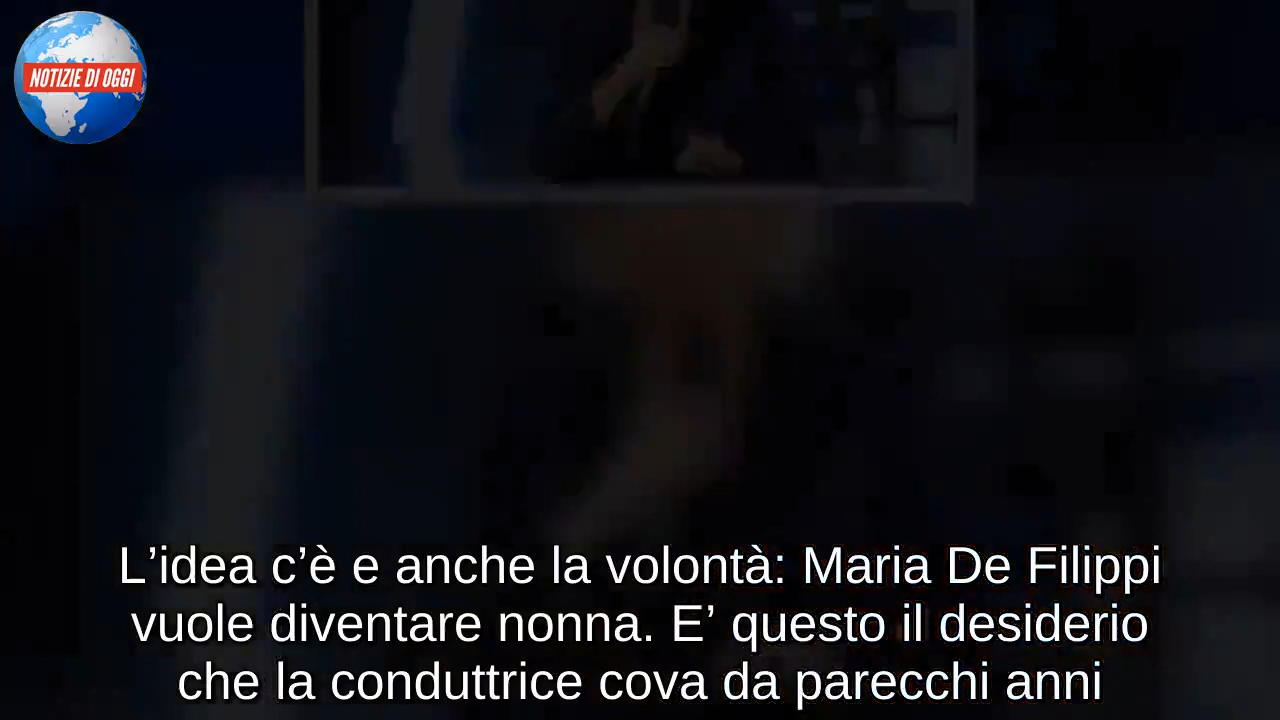 NOTIZIE DI OGGI
L’idea c’è e anche la volontà: Maria De Filippi
vuole diventare nonna. E’ questo il desiderio
che la conduttrice cova da parecchi anni